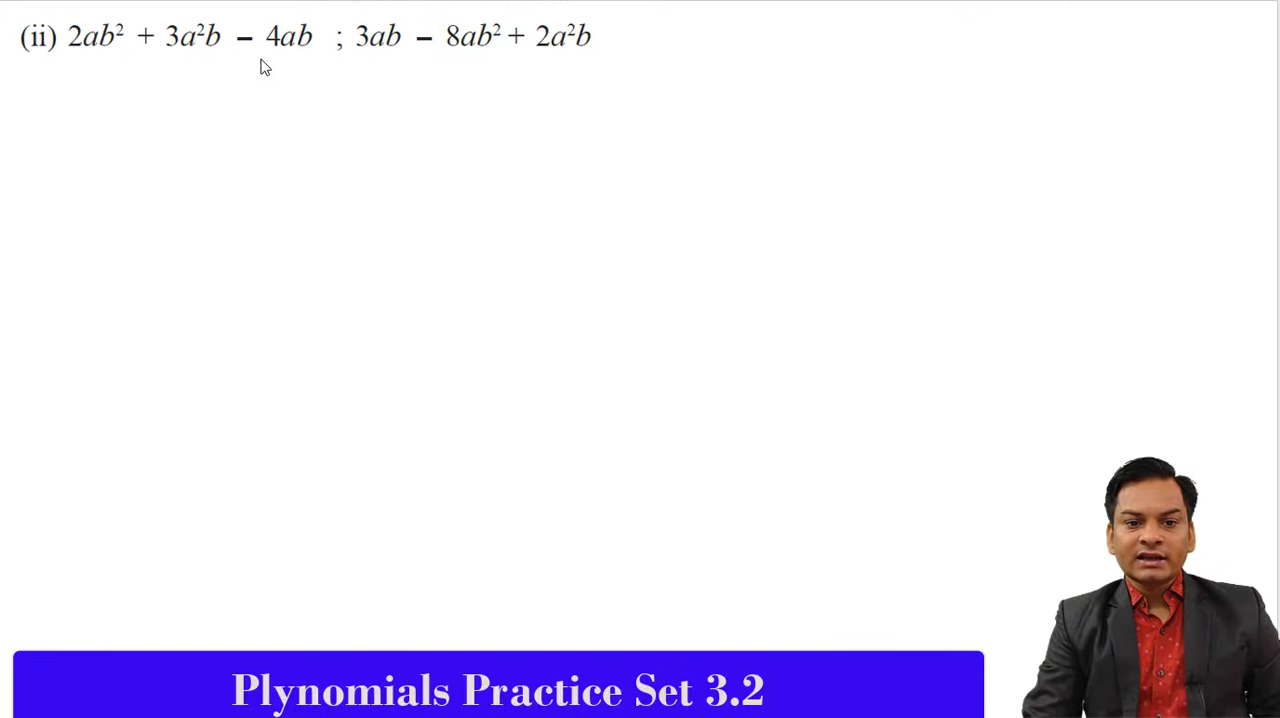 (ii) 2ab² + 3a²b − 4ab ; 3ab − 8ab² + 2a²b
Plynomials Practice Set 3.2